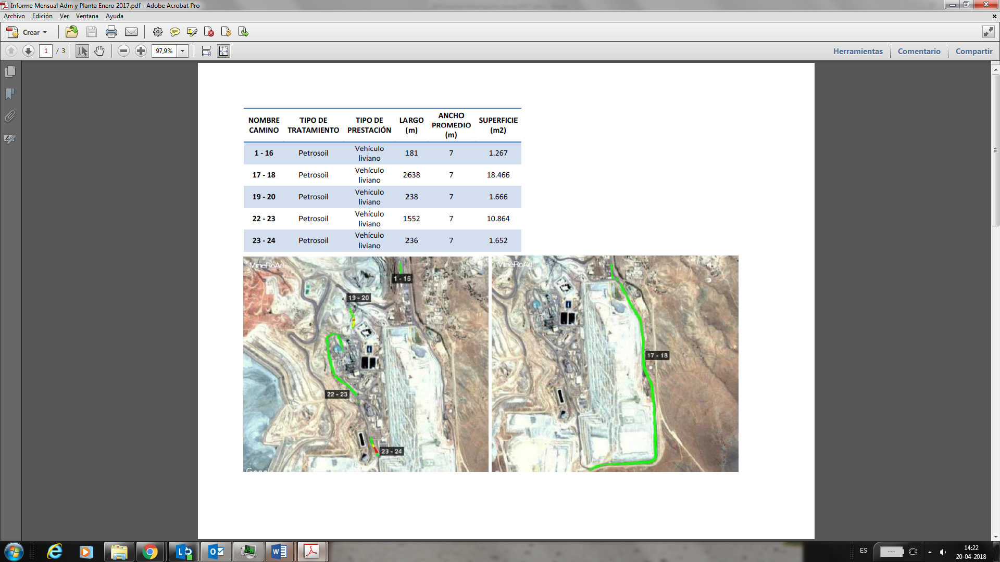 Informe Mensual Adm y Planta Enero 2017.pdf - Adobe Acrobat Pro
Archivo Edición Ver Ventana Ayuda
Crear
1 / 3 97,9% Herramientas Comentario Compartir
NOMBRE CAMINO TIPO DE TRATAMIENTO TIPO DE PRESTACIÓN LARGO (m) ANCHO PROMEDIO (m) SUPERFICIE (m2)
1 - 16 Petrosoil Vehículo liviano 181 7 1.267
17 - 18 Petrosoil Vehículo liviano 2638 7 18.466
19 - 20 Petrosoil Vehículo liviano 238 7 1.666
22 - 23 Petrosoil Vehículo liviano 1552 7 10.864
23 - 24 Petrosoil Vehículo liviano 236 7 1.652
MineRoAd
1 - 16
19 - 20
22 - 23
23 - 24
Google
MineRoAd
17 - 18
ES
14:22
20-04-2018